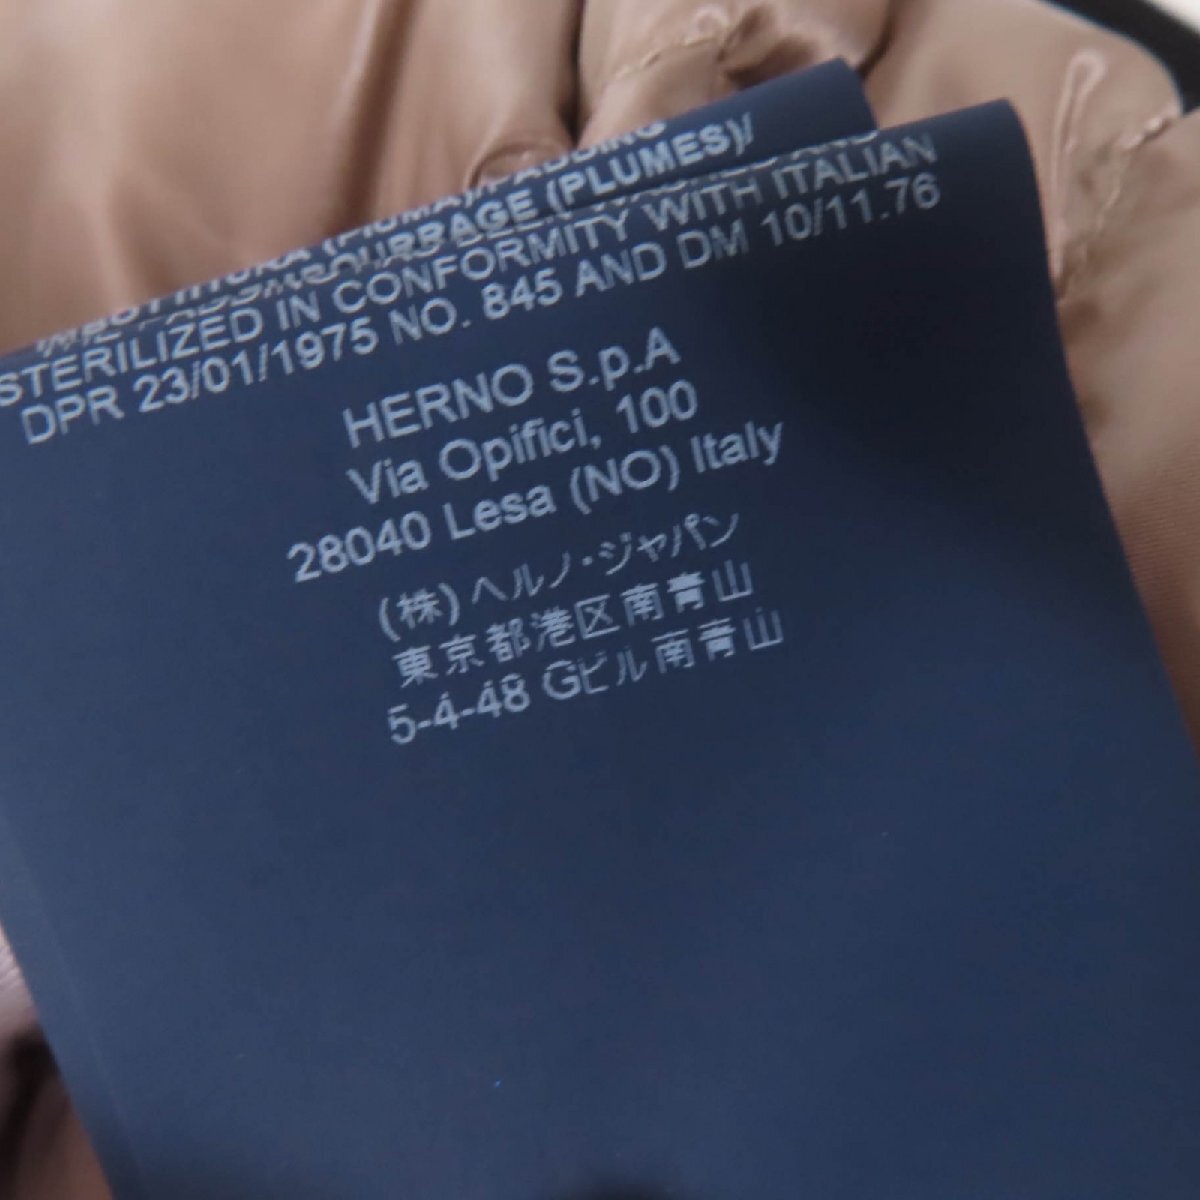 (PLUMES)/
STERILIZED IN CONFORMITY WITH ITALIAN
DPR 23/01/1975 NO. 845 AND DM 10/11.76
HERNO S.p.A
Via Opifici, 100
28040 Lesa (NO) Italy
(株)ヘルノ・ジャパン
東京都港区南青山
5-4-48 Gビル南青山